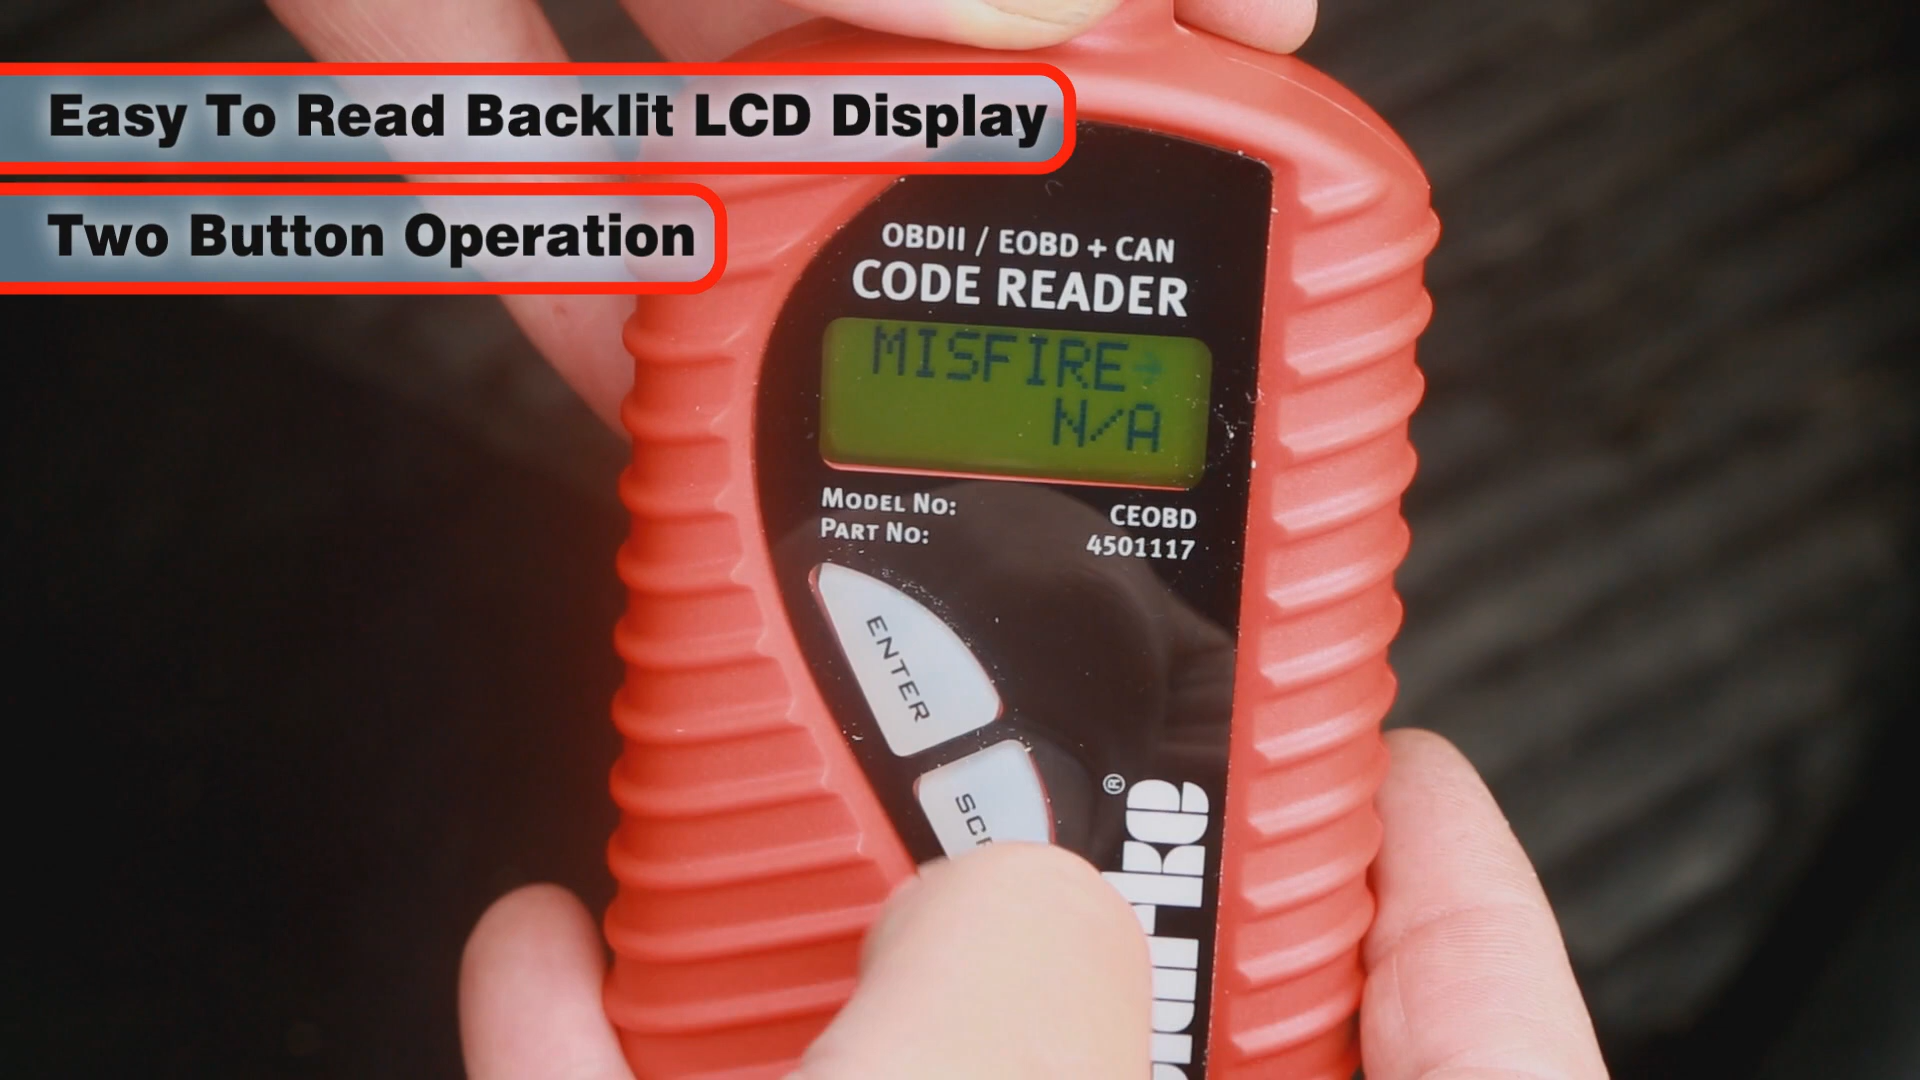 Easy To Read Backlit LCD Display
Two Button Operation
OBDII / EOBD + CAN
CODE READER
MISFIRE→
N/A
MODEL NO: CEOBD
PART NO: 4501117
ENTER